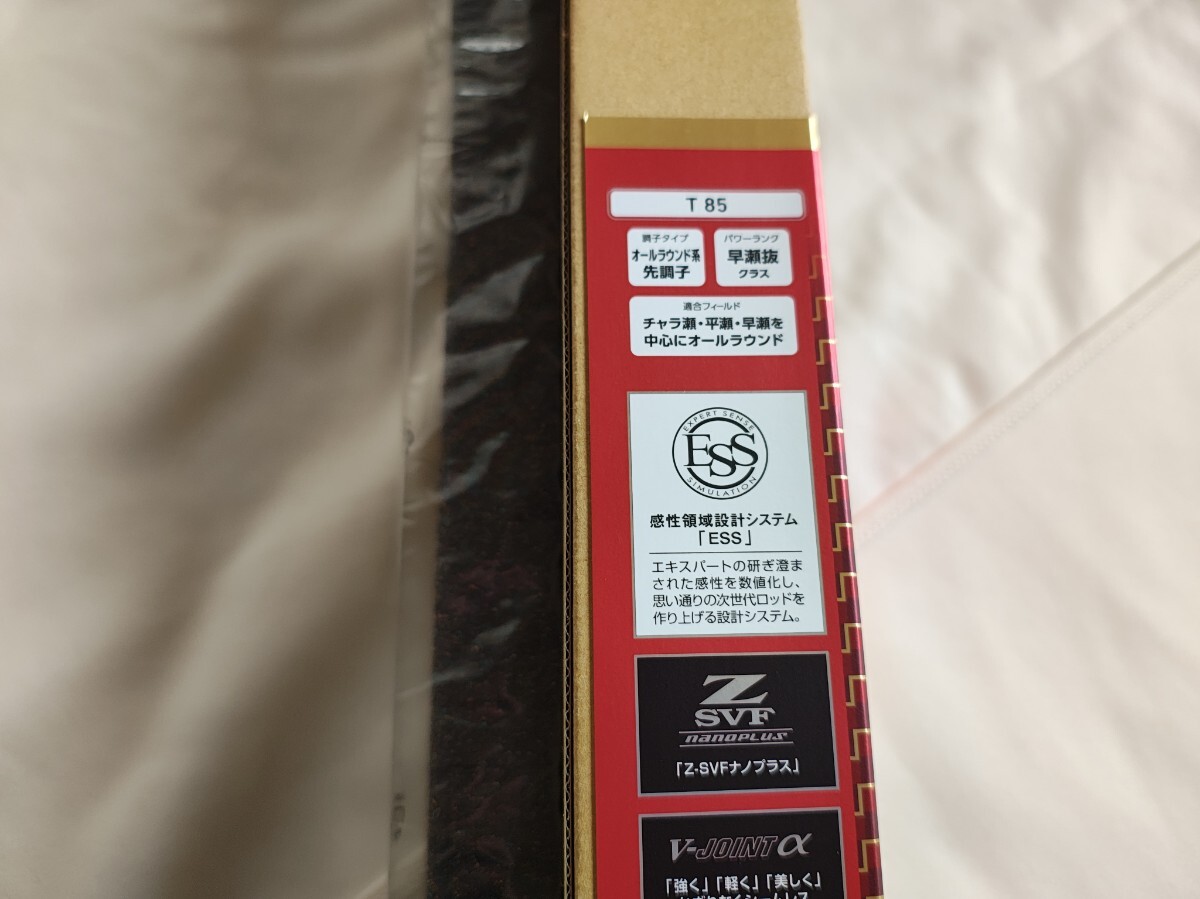 T 85
調子タイプ
オールラウンド系
先調子
パワーランク
早瀬抜
クラス
適合フィールド
チャラ瀬・平瀬・早瀬を
中心にオールラウンド
EXPERT SENSE
ESS
SIMULATION
感性領域設計システム
「ESS」
エキスパートの研ぎ澄ま
された感性を数値化し、
思い通りの次世代ロッドを
作り上げる設計システム。
Z
SVF
nanoPLUS
「Z-SVFナノプラス」
V-JOINT α
「強く」「軽く」「美しく」